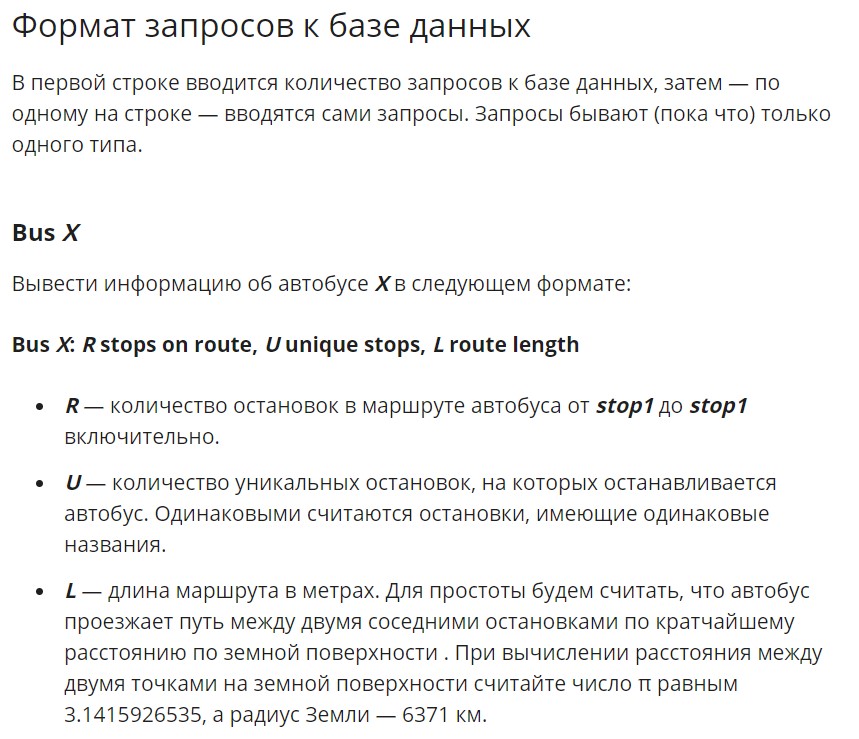 Формат запросов к базе данных
В первой строке вводится количество запросов к базе данных, затем — по
одному на строке — вводятся сами запросы. Запросы бывают (пока что) только
одного типа.
Bus X
Вывести информацию об автобусе X в следующем формате:
Bus X: R stops on route, U unique stops, L route length
• R — количество остановок в маршруте автобуса от stop1 до stop1
включительно.
• U — количество уникальных остановок, на которых останавливается
автобус. Одинаковыми считаются остановки, имеющие одинаковые
названия.
• L — длина маршрута в метрах. Для простоты будем считать, что автобус
проезжает путь между двумя соседними остановками по кратчайшему
расстоянию по земной поверхности . При вычислении расстояния между
двумя точками на земной поверхности считайте число π равным
3.1415926535, а радиус Земли — 6371 км.